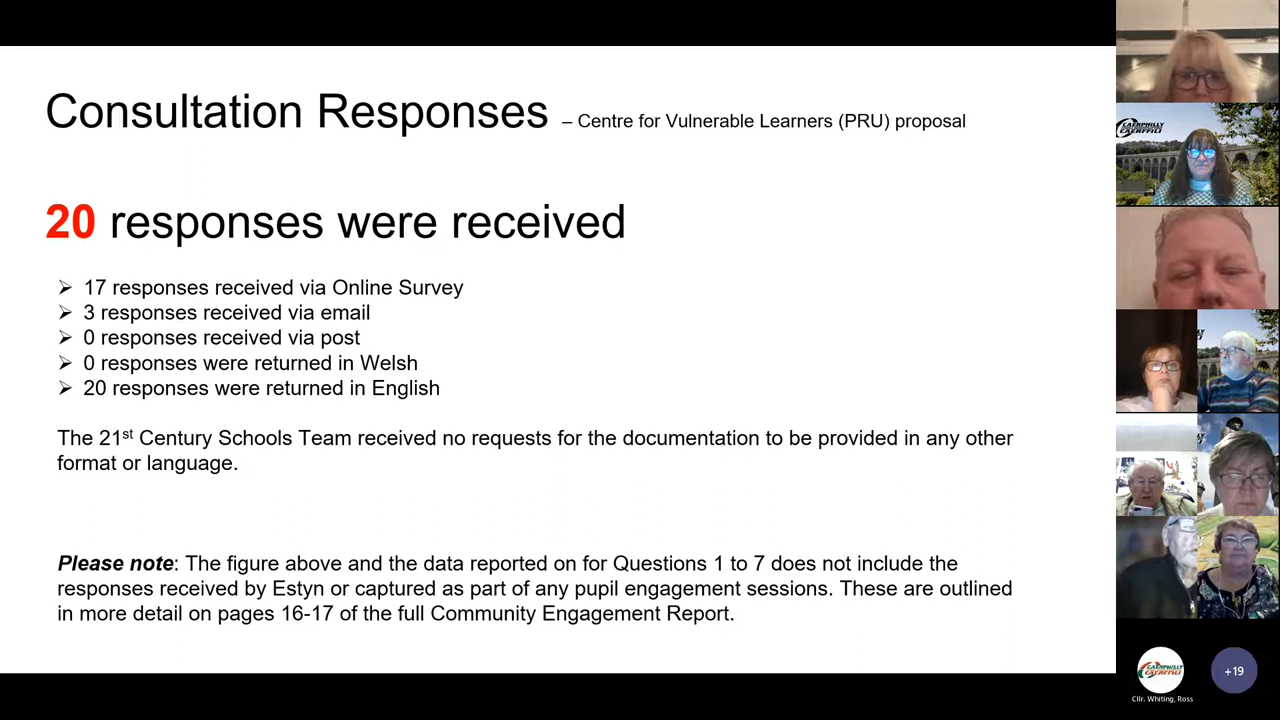 Consultation Responses – Centre for Vulnerable Learners (PRU) proposal
20 responses were received
➢ 17 responses received via Online Survey
➢ 3 responses received via email
➢ 0 responses received via post
➢ 0 responses were returned in Welsh
➢ 20 responses were returned in English
The 21st Century Schools Team received no requests for the documentation to be provided in any other
format or language.
Please note: The figure above and the data reported on for Questions 1 to 7 does not include the
responses received by Estyn or captured as part of any pupil engagement sessions. These are outlined
in more detail on pages 16-17 of the full Community Engagement Report.
CAERPHILLY
CAERFFILI
CAERPHILLY
CAERFFILI
+19
Cllr. Whiting, Ross